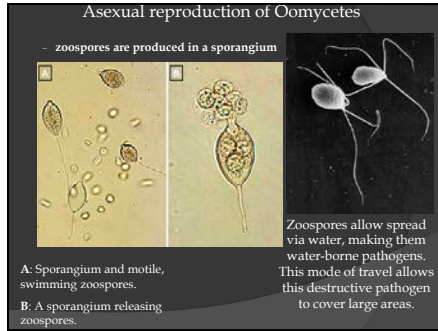 Asexual reproduction of Oomycetes
- zoospores are produced in a sporangium
A
B
A: Sporangium and motile,
swimming zoospores.
B: A sporangium releasing
zoospores.
Zoospores allow spread
via water, making them
water-borne pathogens.
This mode of travel allows
this destructive pathogen
to cover large areas.